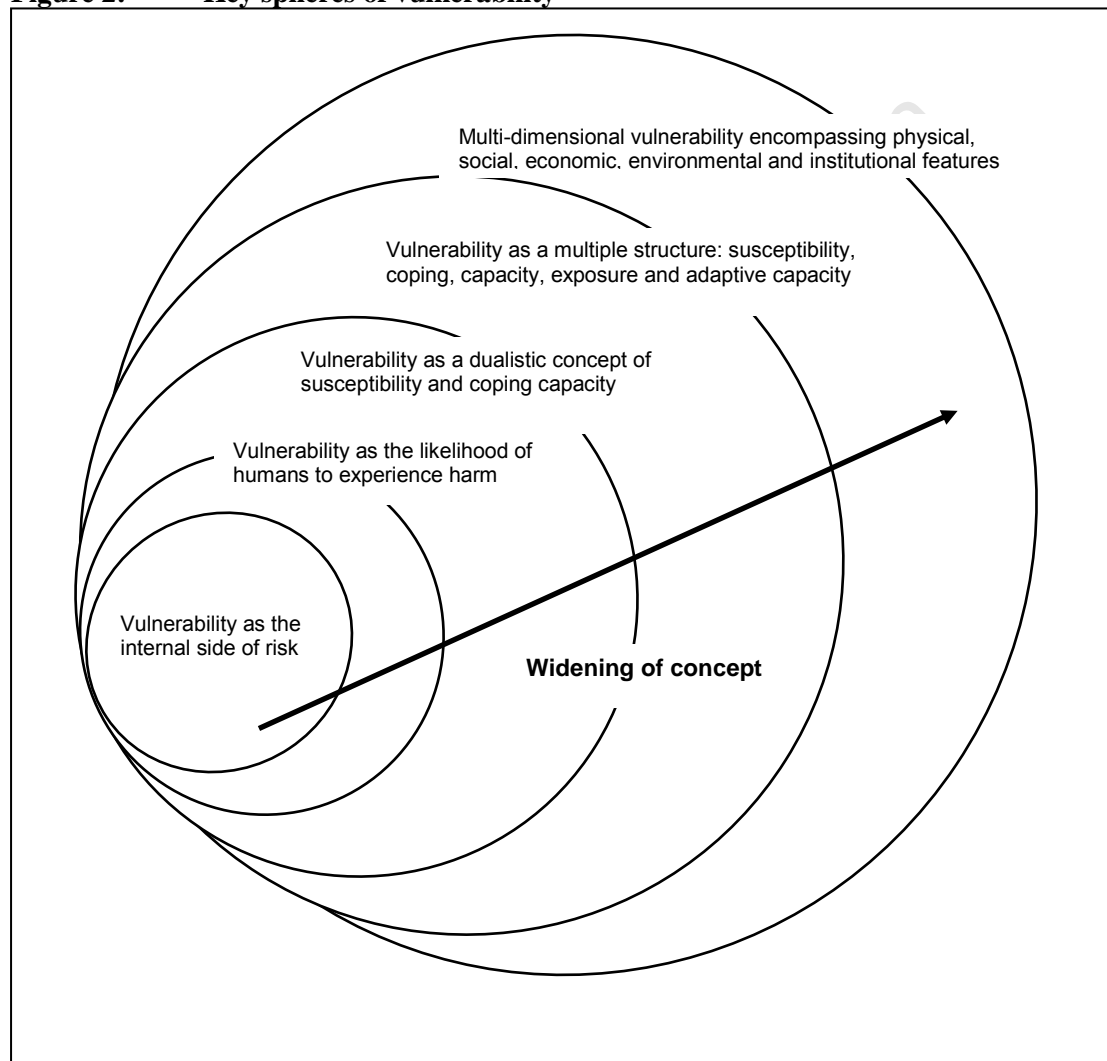 Figure 2: Key spheres of vulnerability
Multi-dimensional vulnerability encompassing physical,
social, economic, environmental and institutional features
Vulnerability as a multiple structure: susceptibility,
coping, capacity, exposure and adaptive capacity
Vulnerability as a dualistic concept of
susceptibility and coping capacity
Vulnerability as the likelihood of
humans to experience harm
Vulnerability as the
internal side of risk
Widening of concept